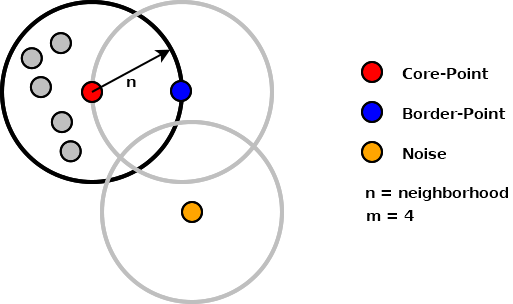 n
Core-Point
Border-Point
Noise
n = neighborhood
m = 4